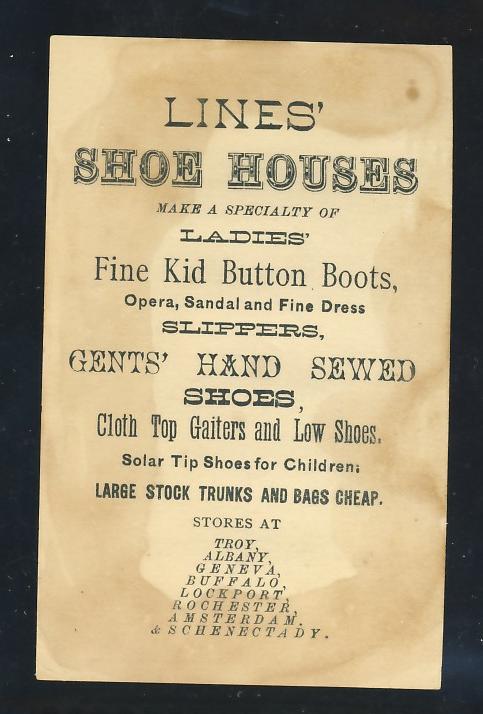 LINES'
SHOE HOUSES
MAKE A SPECIALTY OF
LADIES'
Fine Kid Button Boots,
Opera, Sandal and Fine Dress
SLIPPERS,
GENTS' HAND SEWED
SHOES,
Cloth Top Gaiters and Low Shoes.
Solar Tip Shoes for Children;
LARGE STOCK TRUNKS AND BAGS CHEAP.
STORES AT
TROY,
ALBANY,
GENEVA,
BUFFALO,
LOCKPORT,
ROCHESTER,
AMSTERDAM.
& SCHENECTADY.